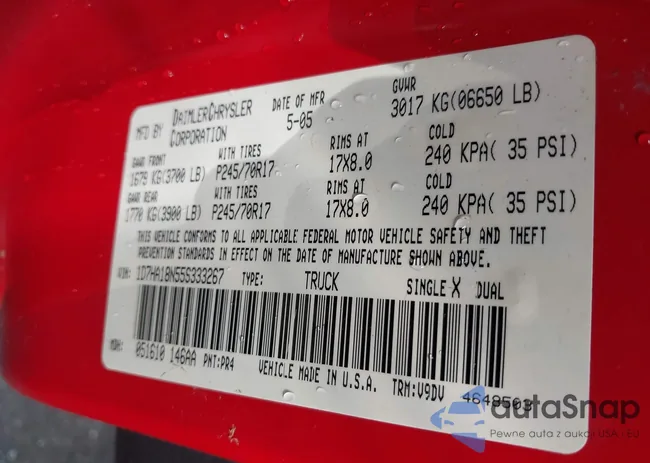 MFD BY DAIMLERCHRYSLER CORPORATION
DATE OF MFR 5-05
GVWR 3017 KG(06650 LB)
GAWR FRONT WITH TIRES RIMS AT COLD
1679 KG(3700 LB) P245/70R17 17X8.0 240 KPA( 35 PSI)
GAWR REAR WITH TIRES RIMS AT COLD
1770 KG(3900 LB) P245/70R17 17X8.0 240 KPA( 35 PSI)
THIS VEHICLE CONFORMS TO ALL APPLICABLE FEDERAL MOTOR VEHICLE SAFETY AND THEFT
PREVENTION STANDARDS IN EFFECT ON THE DATE OF MANUFACTURE SHOWN ABOVE.
VIN: 1D7HA18N55S333267 TYPE: TRUCK SINGLE X DUAL
MDH: 051610 146AA PNT:PR4 VEHICLE MADE IN U.S.A. TRM:V9DV 4648503
autoSnap
Pewne auta z aukcji USA - EU